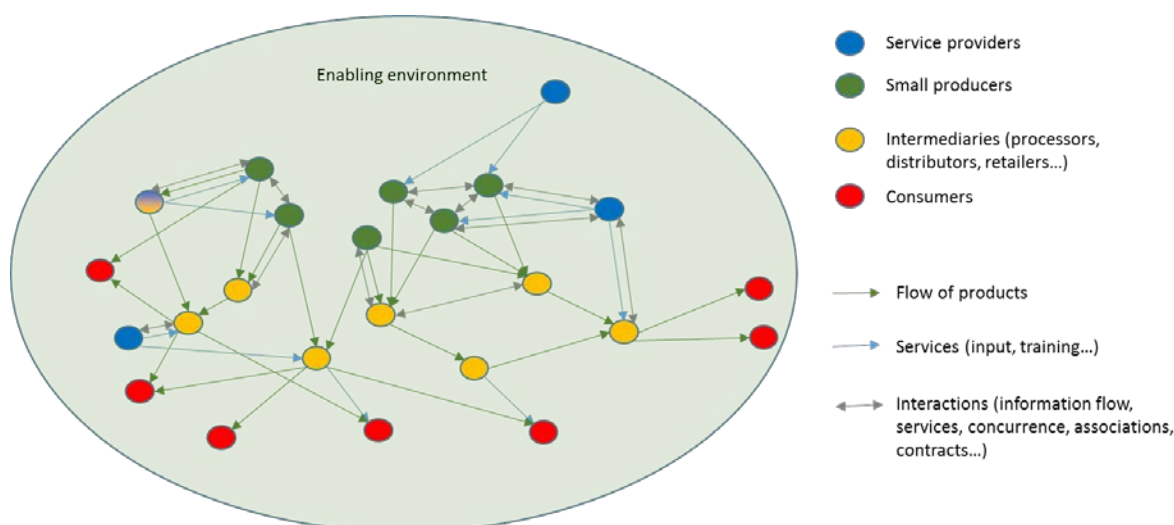 Enabling environment
Service providers
Small producers
Intermediaries (processors,
distributors, retailers…)
Consumers
Flow of products
Services (input, training…)
Interactions (information flow,
services, concurrence, associations,
contracts…)